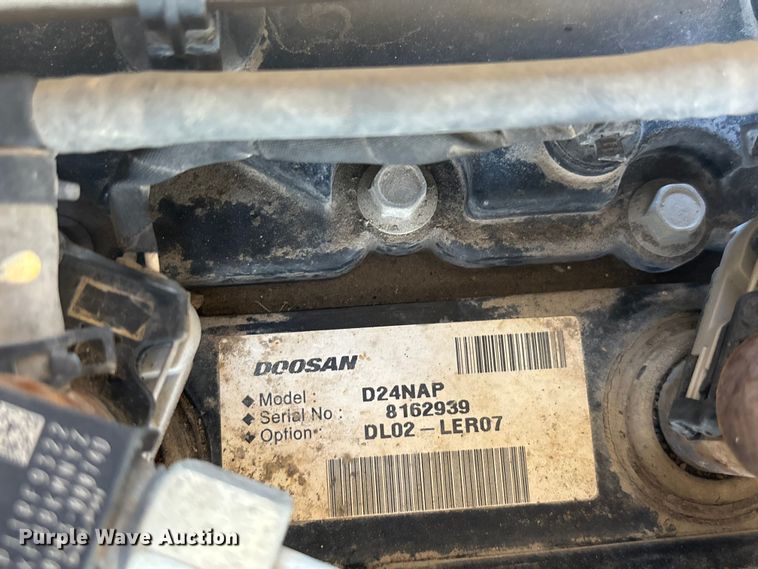 DOOSAN
Model : D24NAP
Serial No : 8162939
Option : DL02-LER07
Purple Wave Auction